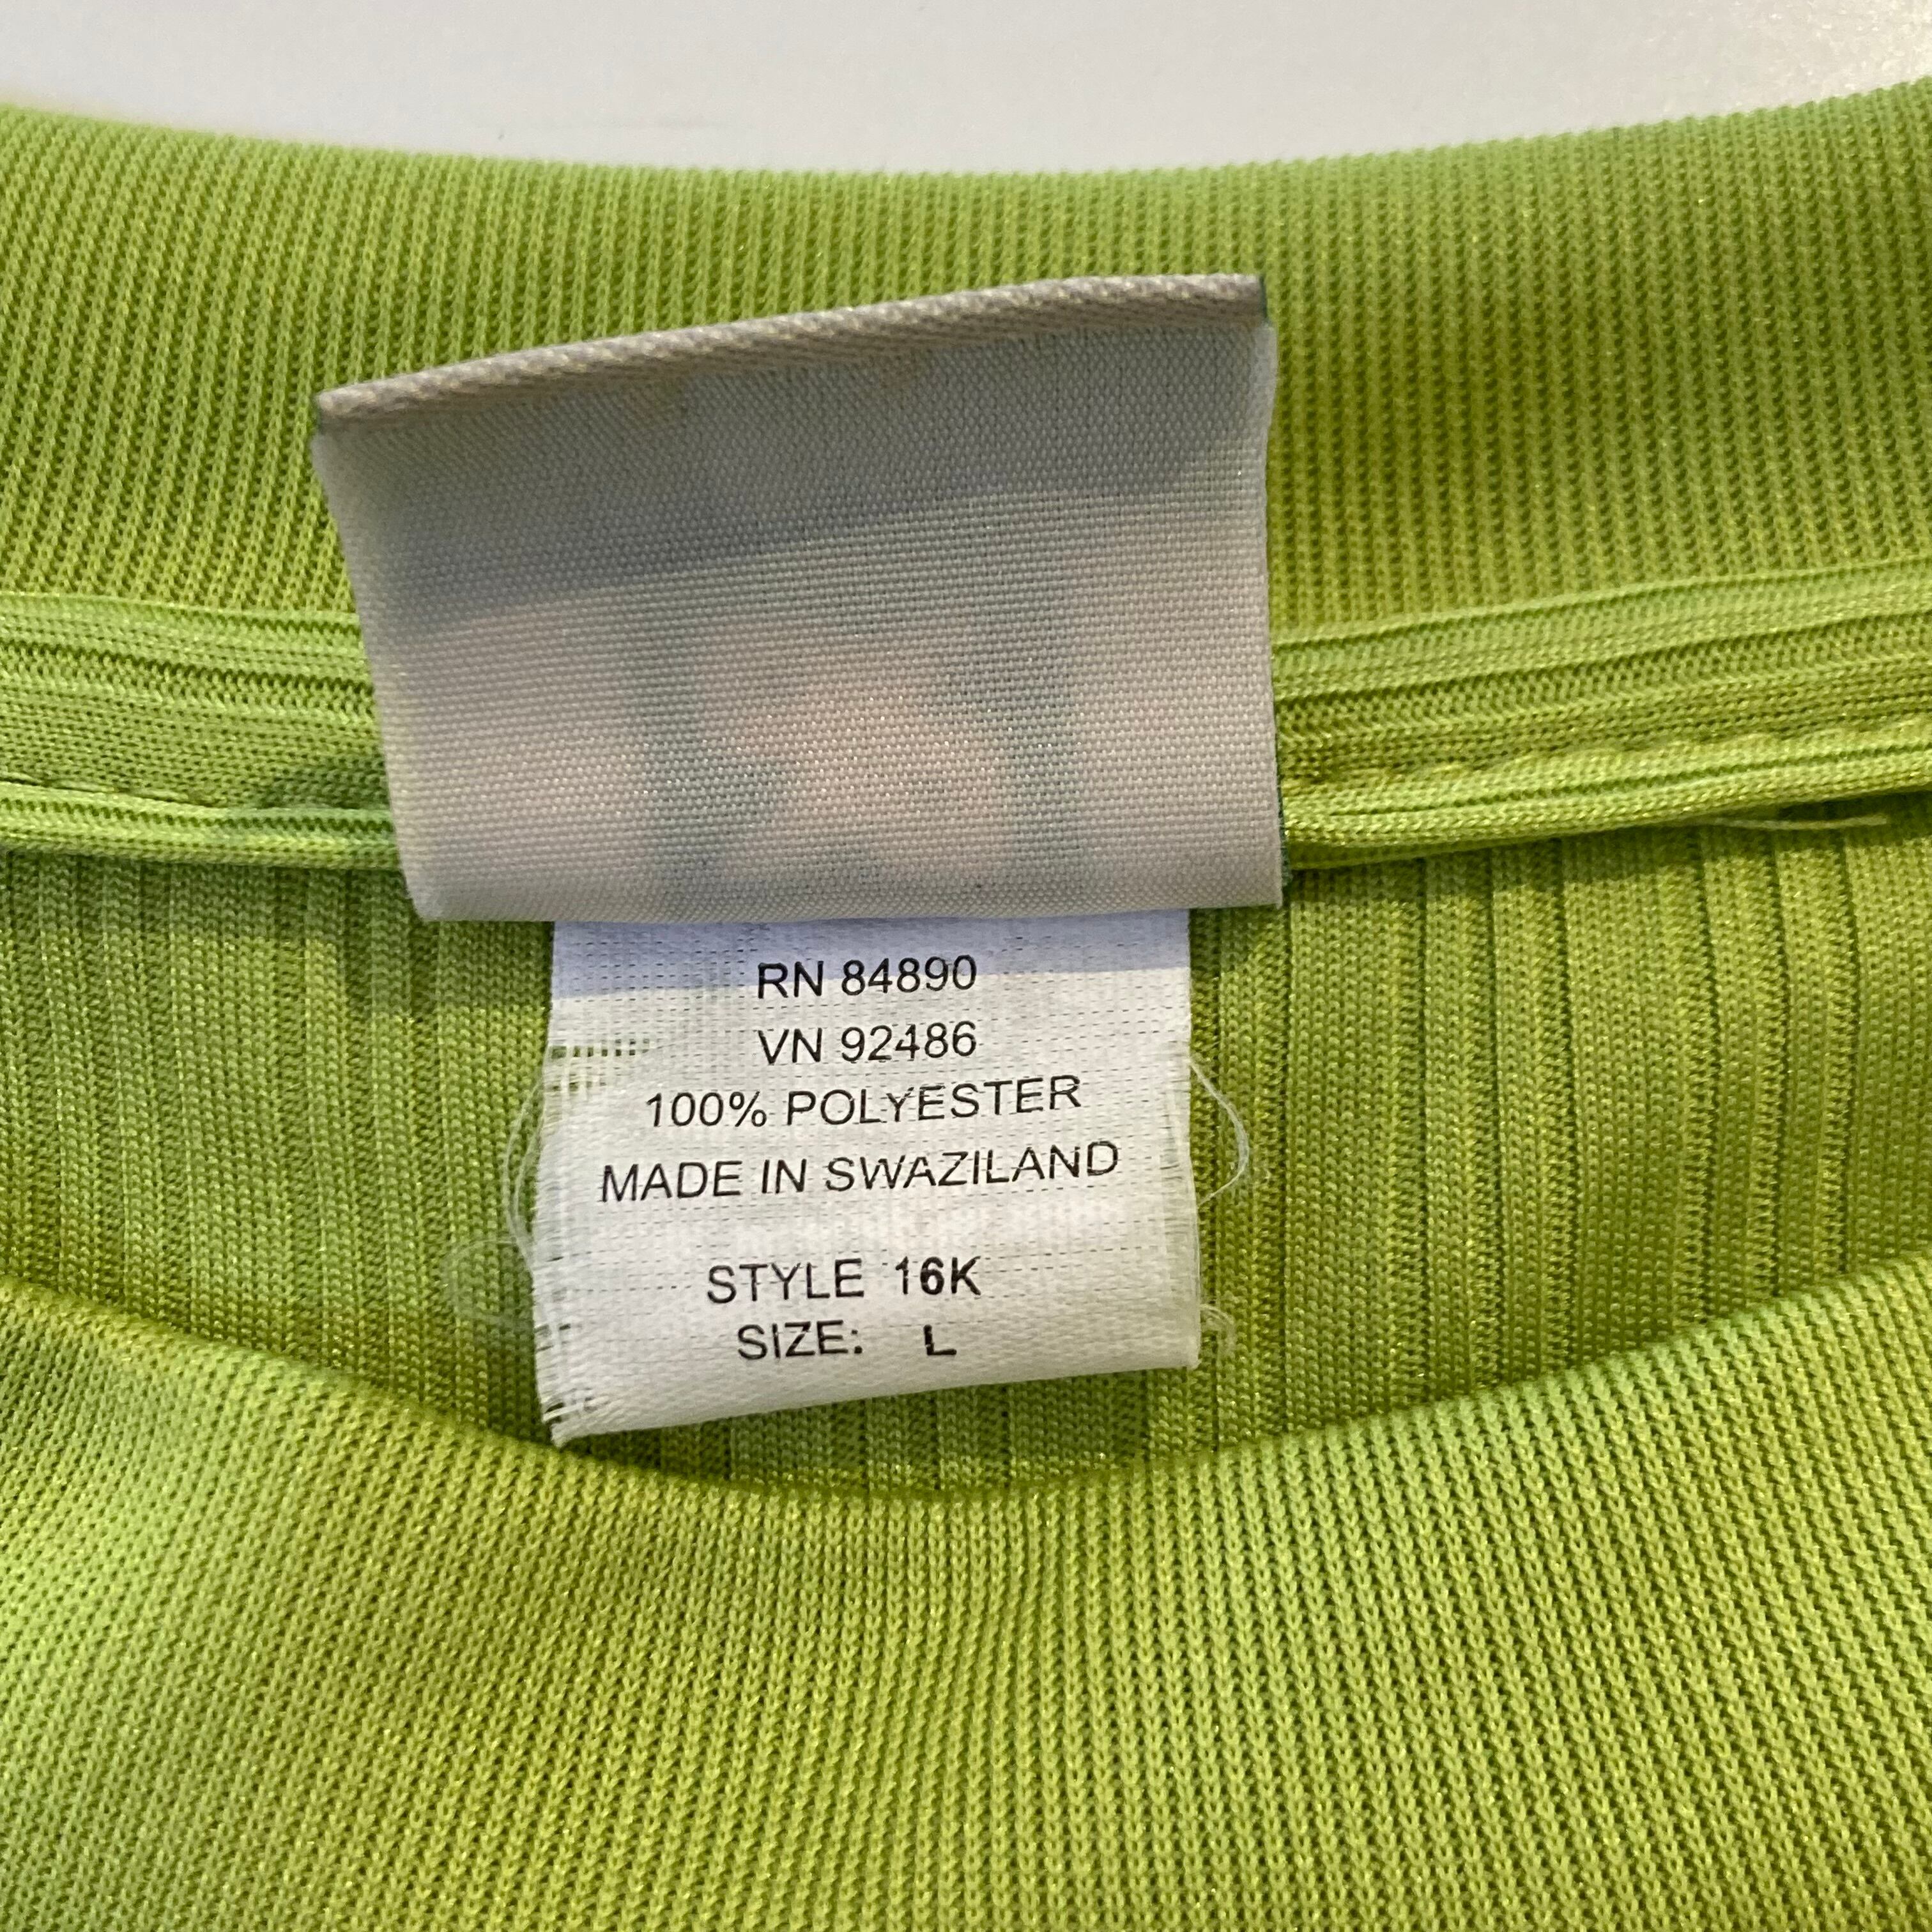 RN 84890
VN 92486
100% POLYESTER
MADE IN SWAZILAND
STYLE 16K
SIZE: L